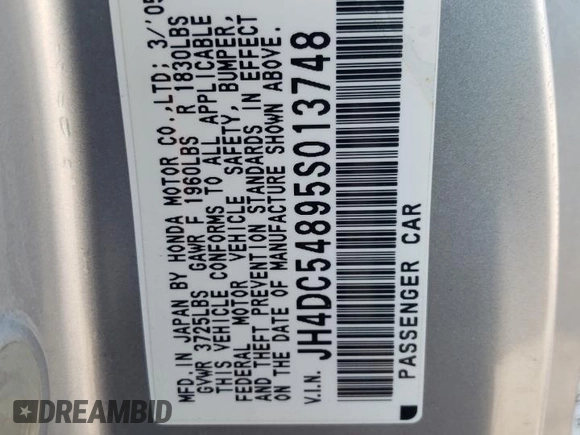 MFD. IN JAPAN BY HONDA MOTOR CO.,LTD; 3/'05
GVWR 3725LBS GAWR F 1960LBS R 1830LBS
THIS VEHICLE CONFORMS TO ALL APPLICABLE
FEDERAL MOTOR VEHICLE SAFETY, BUMPER,
AND THEFT PREVENTION STANDARDS IN EFFECT
ON THE DATE OF MANUFACTURE SHOWN ABOVE.
V.I.N. JH4DC54895S013748
PASSENGER CAR
DREAMBID